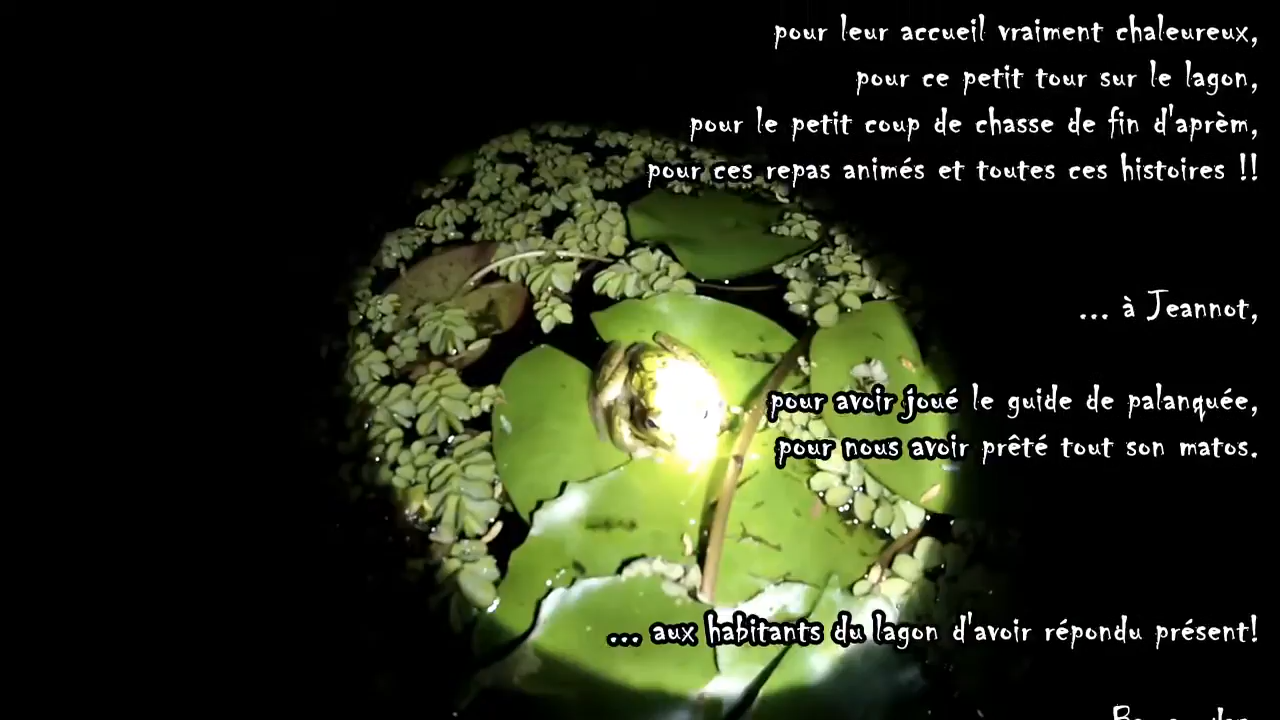 pour leur accueil vraiment chaleureux,
pour ce petit tour sur le lagon,
pour le petit coup de chasse de fin d'aprèm,
pour ces repas animés et toutes ces histoires !!
... à Jeannot,
pour avoir joué le guide de palanquée,
pour nous avoir prêté tout son matos.
... aux habitants du lagon d'avoir répondu présent!